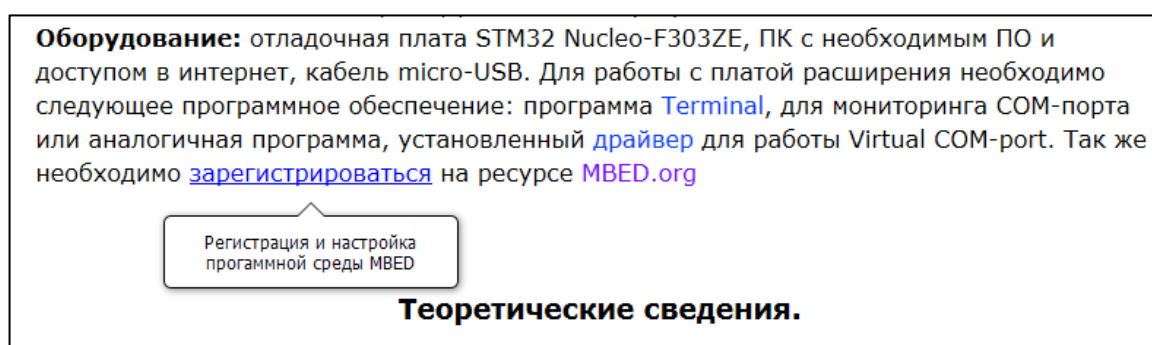 Оборудование: отладочная плата STM32 Nucleo-F303ZE, ПК с необходимым ПО и
доступом в интернет, кабель micro-USB. Для работы с платой расширения необходимо
следующее программное обеспечение: программа Terminal, для мониторинга COM-порта
или аналогичная программа, установленный драйвер для работы Virtual COM-port. Так же
необходимо зарегистрироваться на ресурсе MBED.org
Регистрация и настройка
прогаммной среды MBED
Теоретические сведения.